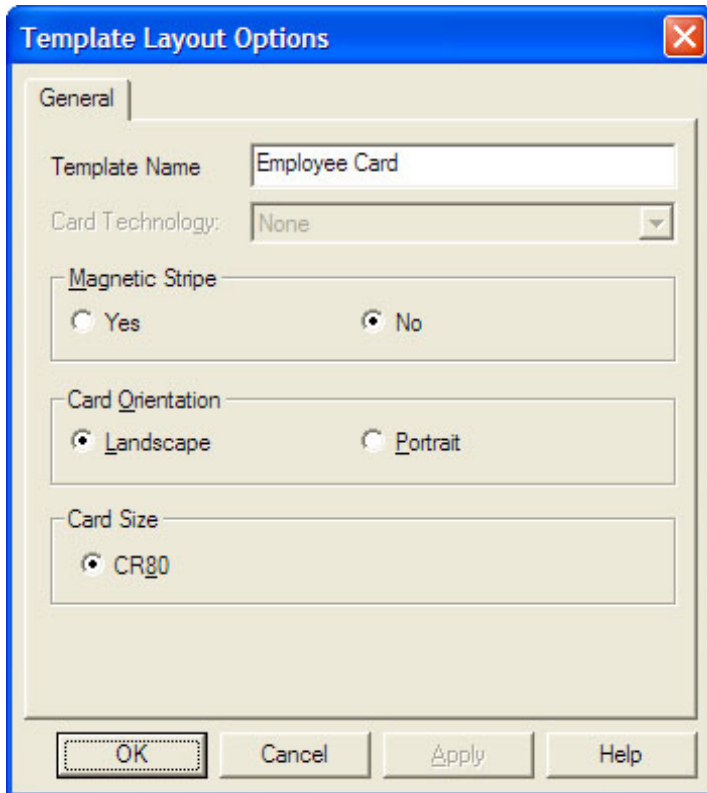 Template Layout Options
General
Template Name Employee Card
Card Technology: None
Magnetic Stripe
Yes No
Card Orientation
Landscape Portrait
Card Size
CR80
OK Cancel Apply Help